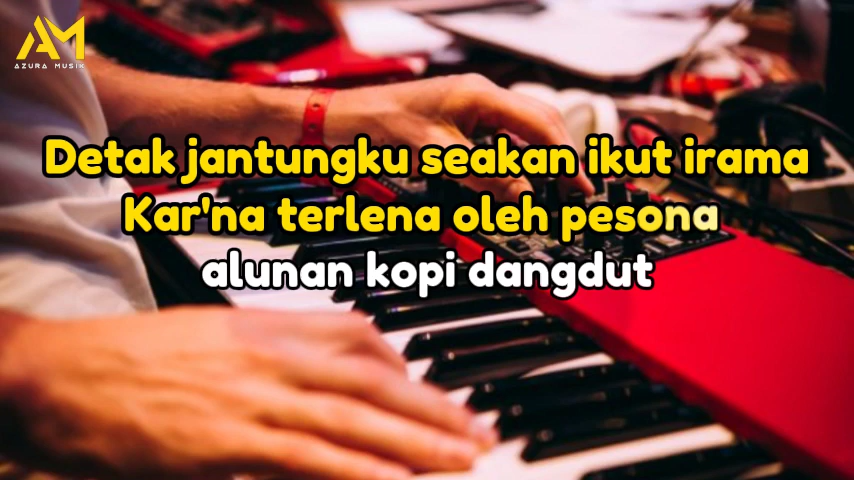 AM
AZURA MUSIK
Detak jantungku seakan ikut irama
Kar'na terlena oleh pesona
alunan kopi dangdut